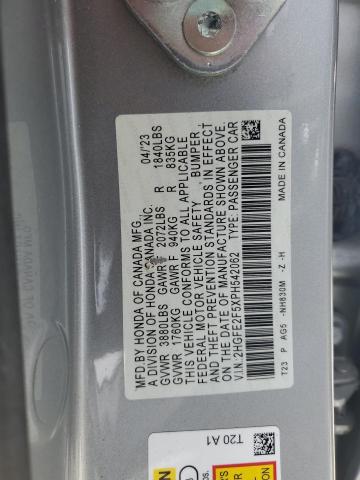 MFD BY HONDA OF CANADA MFG.,
A DIVISION OF HONDA CANADA INC. 04/'23
GVWR 3880LBS GAWR F 2072LBS R 1840LBS
GVWR 1760KG GAWR F 940KG R 835KG
THIS VEHICLE CONFORMS TO ALL APPLICABLE
FEDERAL MOTOR VEHICLE SAFETY, BUMPER,
AND THEFT PREVENTION STANDARDS IN EFFECT
ON THE DATE OF MANUFACTURE SHOWN ABOVE.
V.I.N. 2HGFE2F5XPH542062 TYPE: PASSENGER CAR
T23 P AG5 -NH830M -Z -H MADE IN CANADA
T20 A1